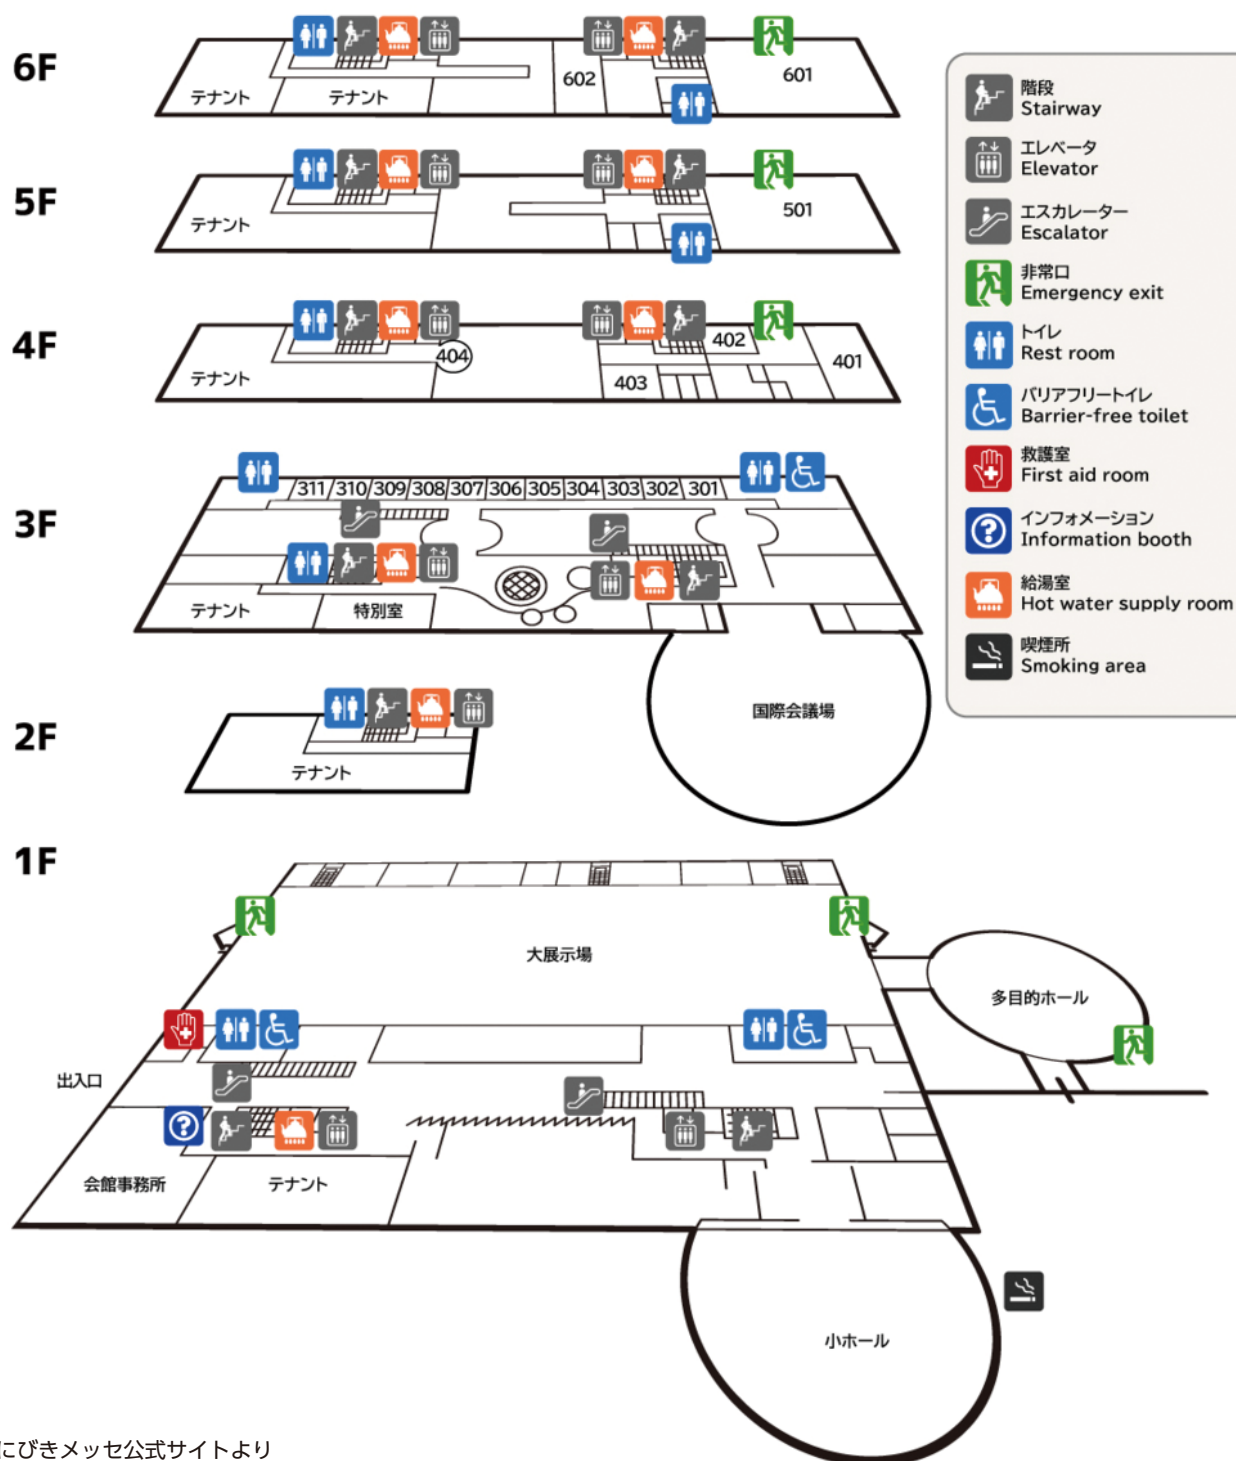 6F
テナント
テナント
602
601
5F
テナント
501
4F
テナント
404
403
402
401
3F
311
310
309
308
307
306
305
304
303
302
301
テナント
特別室
国際会議場
2F
テナント
1F
大展示場
多目的ホール
出入口
会館事務所
テナント
小ホール
階段
Stairway
エレベータ
Elevator
エスカレーター
Escalator
非常口
Emergency exit
トイレ
Rest room
バリアフリートイレ
Barrier-free toilet
救護室
First aid room
?
インフォメーション
Information booth
給湯室
Hot water supply room
喫煙所
Smoking area
?
にびきメッセ公式サイトより